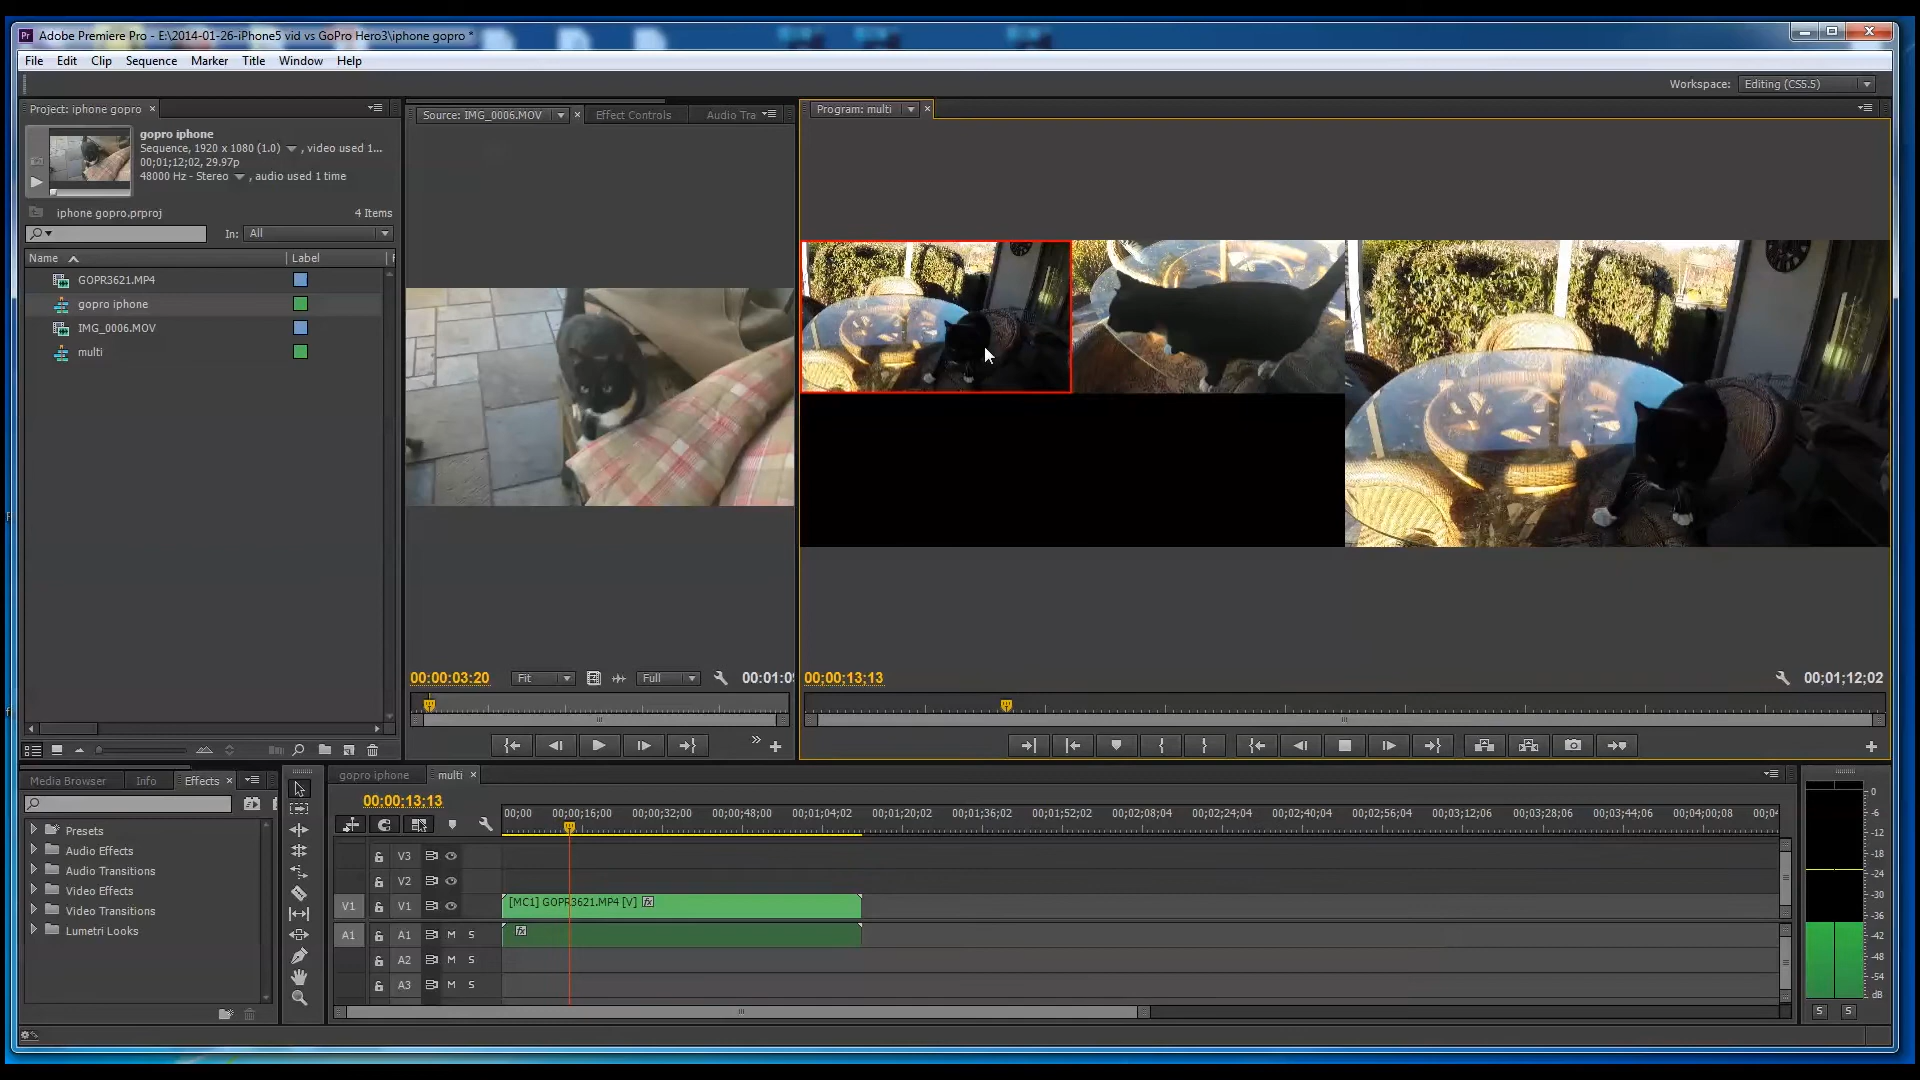 Adobe Premiere Pro - E:\2014-01-26-iPhone5 vid vs GoPro Hero3\iphone gopro *
File Edit Clip Sequence Marker Title Window Help
Workspace: Editing (CS5.5)
Project: iphone gopro
gopro iphone
Sequence, 1920 x 1080 (1.0) , video used 1...
00;01;12;02, 29.97p
48000 Hz - Stereo , audio used 1 time
iphone gopro.prproj 4 Items
In: All
Name Label
GOPR3621.MP4
gopro iphone
IMG_0006.MOV
multi
Source: IMG_0006.MOV Effect Controls Audio Tra
00:00:03:20 Fit Full 00:01:09
Program: multi
00;00;13;13 00;01;12;02
Media Browser Info Effects
Presets
Audio Effects
Audio Transitions
Video Effects
Video Transitions
Lumetri Looks
gopro iphone multi
00;00;13;13
00;00 00;00;16;00 00;00;32;00 00;00;48;00 00;01;04;02 00;01;20;02 00;01;36;02 00;01;52;02 00;02;08;04 00;02;24;04 00;02;40;04 00;02;56;04 00;03;12;06 00;03;28;06 00;03;44;06 00;04;00;08 00;04
V3
V2
V1 V1 [MC1] GOPR3621.MP4 [V] fx
A1 A1 M S fx
A2 M S
A3 M S
0
-6
-12
-18
-24
-30
-36
-42
-48
-54
dB
S S